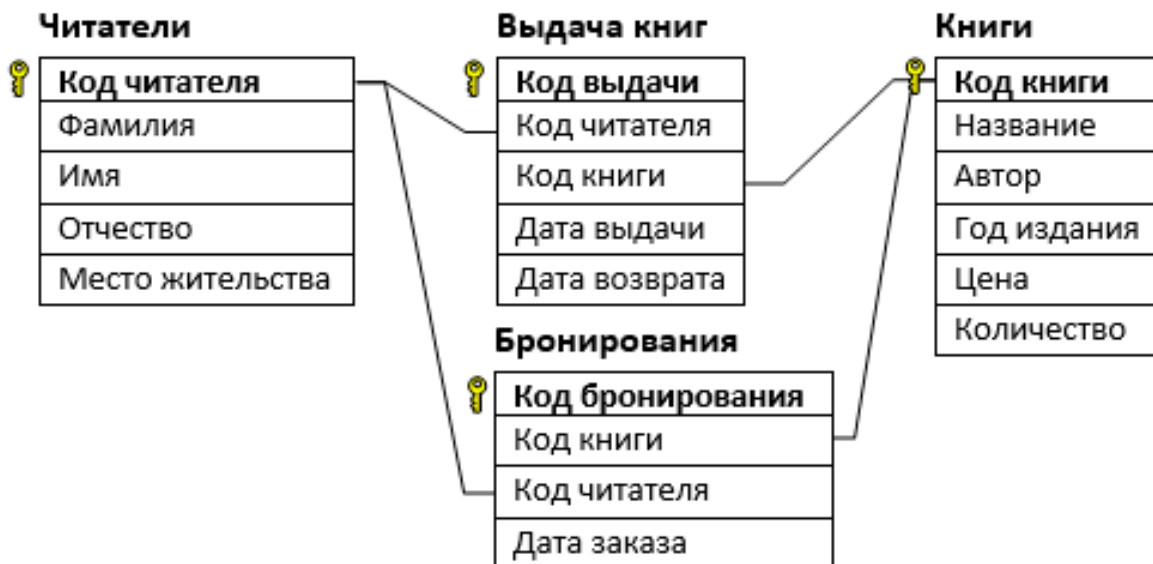 Читатели
Код читателя
Фамилия
Имя
Отчество
Место жительства
Выдача книг
Код выдачи
Код читателя
Код книги
Дата выдачи
Дата возврата
Бронирования
Код бронирования
Код книги
Код читателя
Дата заказа
Книги
Код книги
Название
Автор
Год издания
Цена
Количество